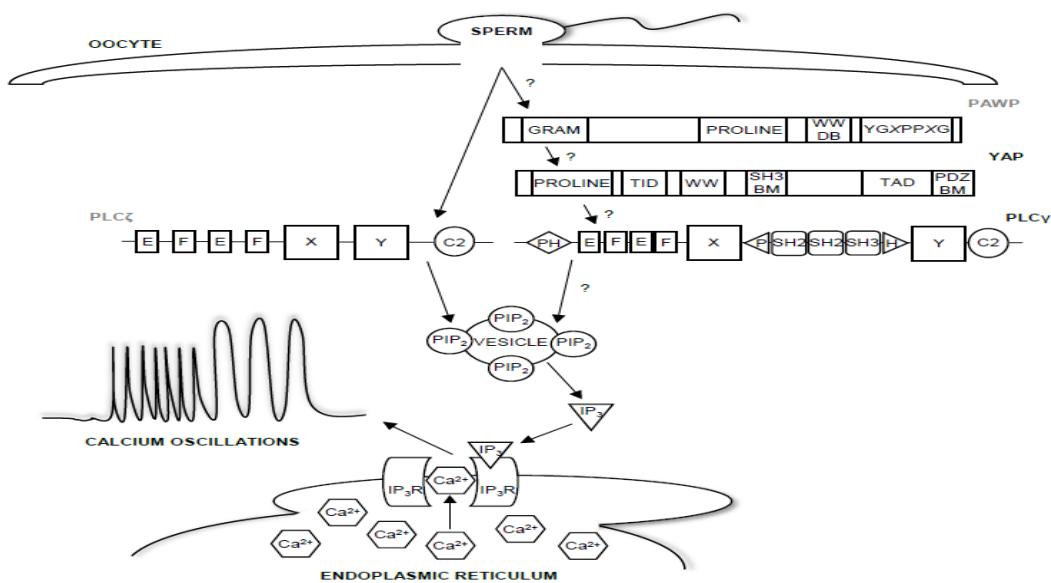 SPERM
OOCYTE
?
PAWP
GRAM PROLINE WW DB YGXPPXG
?
YAP
PROLINE TID WW SH3 BM TAD PDZ BM
?
PLCζ PLCγ
E F E F X Y C2 PH E F E F X P SH2 SH2 SH3 H Y C2
?
PIP₂
PIP₂ VESICLE PIP₂
PIP₂
IP₃
CALCIUM OSCILLATIONS
IP₃
IP₃R Ca²⁺ IP₃R
Ca²⁺
Ca²⁺ Ca²⁺
Ca²⁺ Ca²⁺ Ca²⁺
ENDOPLASMIC RETICULUM